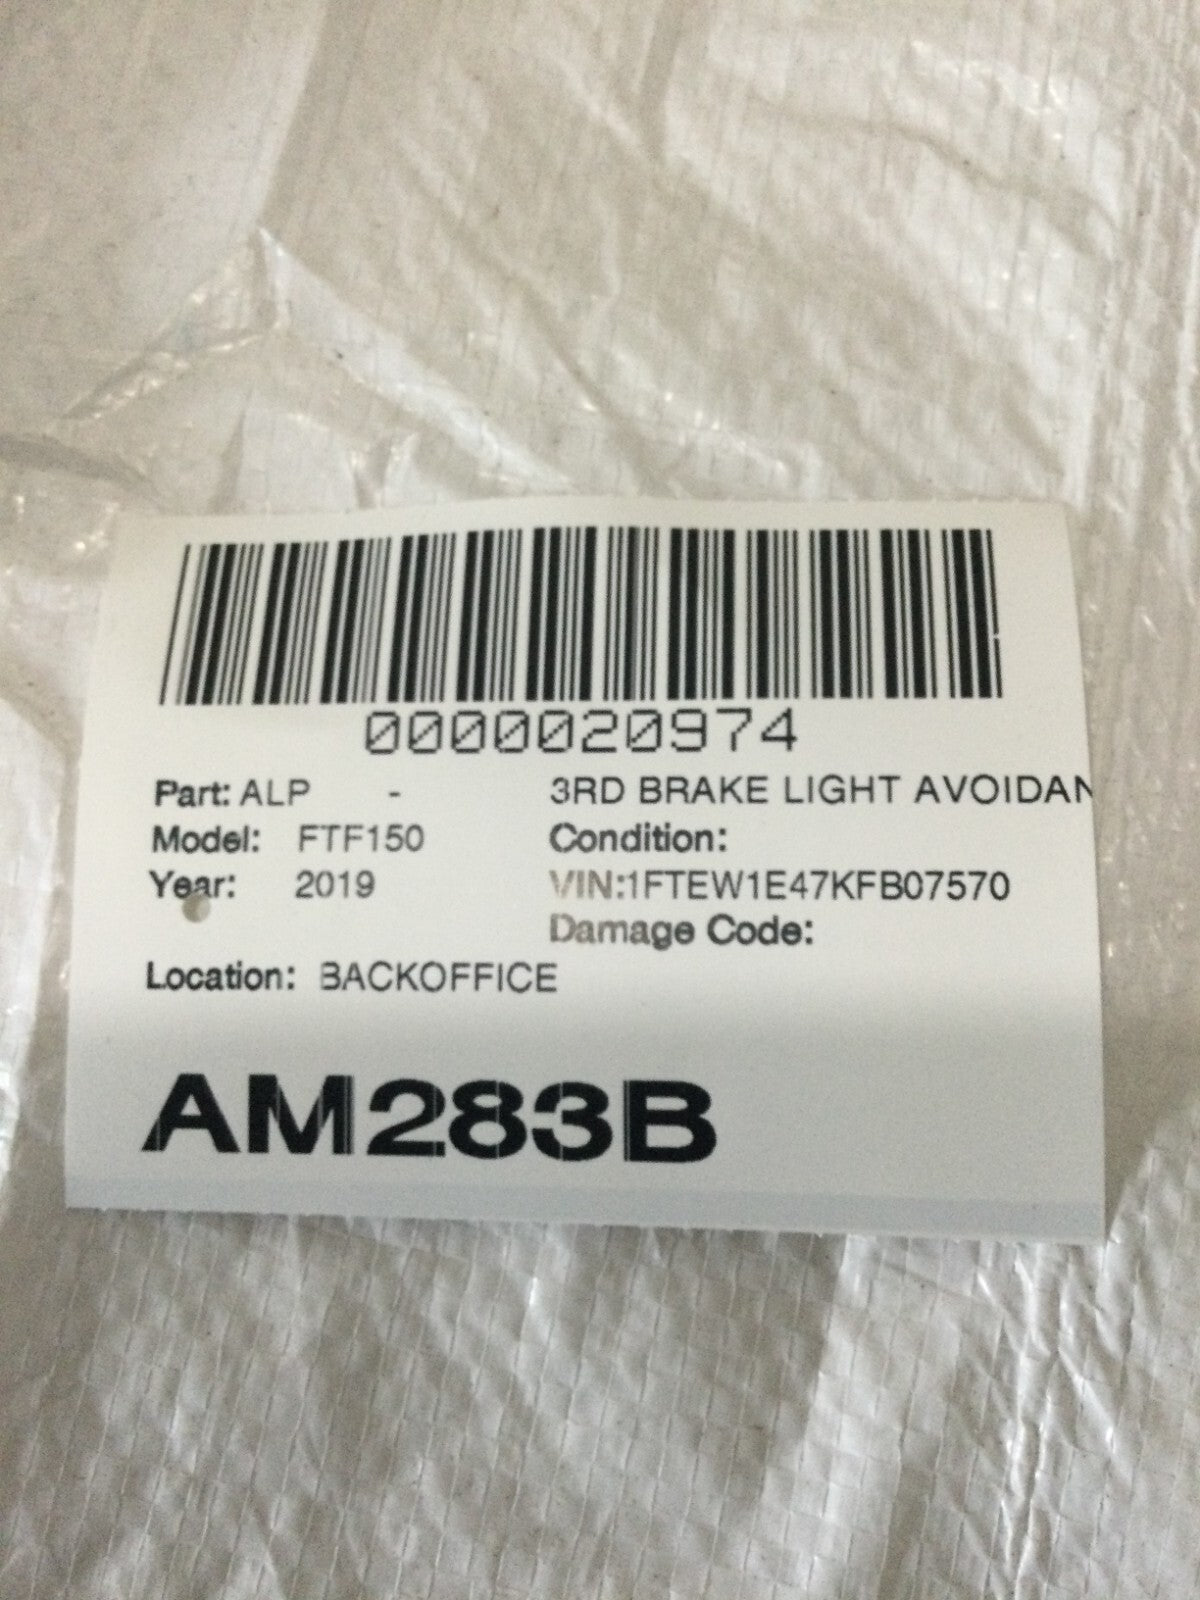 0000020974
Part: ALP - 3RD BRAKE LIGHT AVOIDAN
Model: FTF150 Condition:
Year: 2019 VIN:1FTEW1E47KFB07570
Damage Code:
Location: BACKOFFICE
AM283B